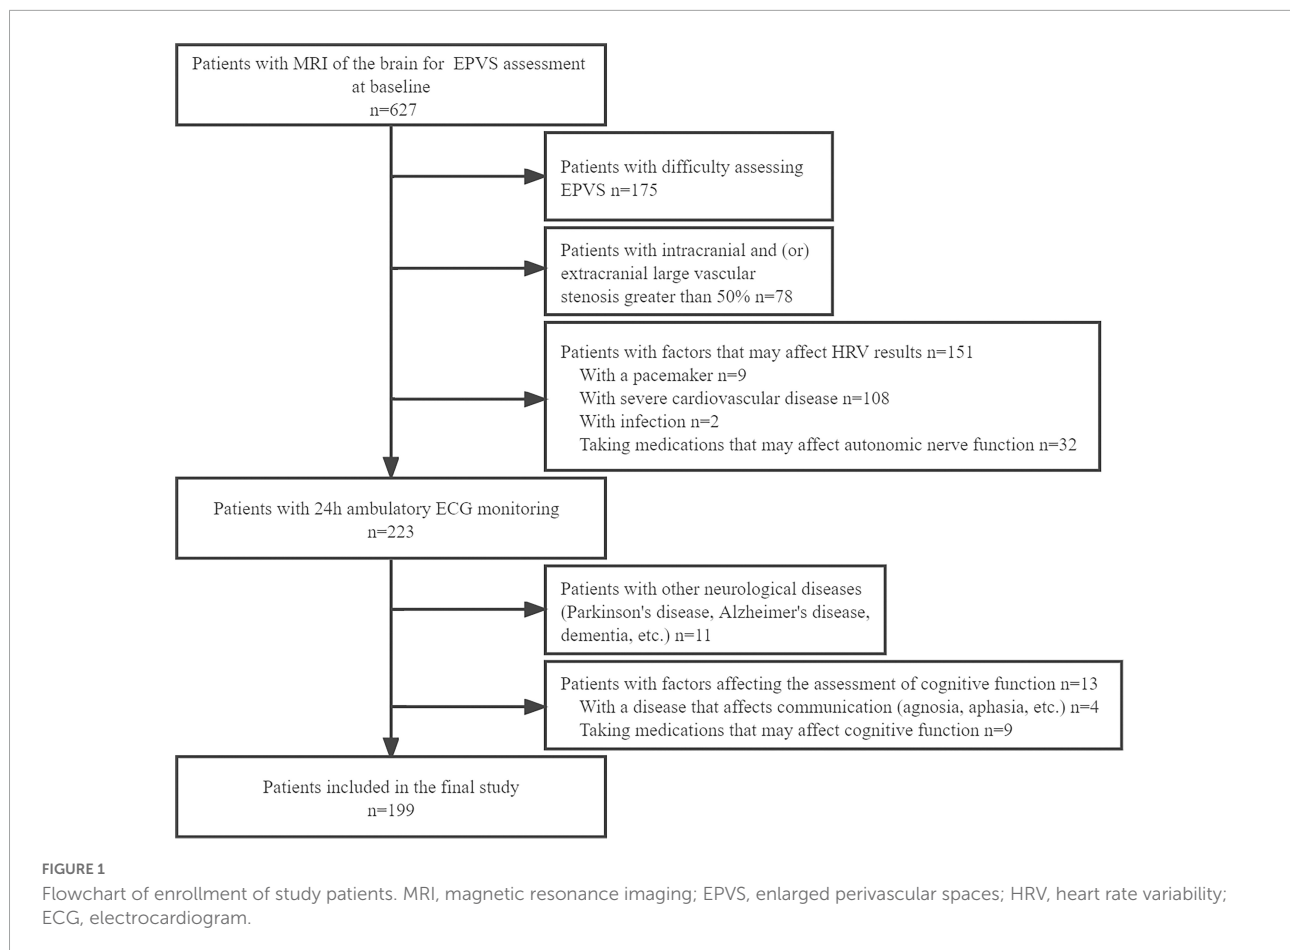 Patients with MRI of the brain for  EPVS assessment
at baseline
n=627
Patients with difficulty assessing
EPVS n=175
Patients with intracranial and (or)
extracranial large vascular
stenosis greater than 50% n=78
Patients with factors that may affect HRV results n=151
With a pacemaker n=9
With severe cardiovascular disease n=108
With infection n=2
Taking medications that may affect autonomic nerve function n=32
Patients with 24h ambulatory ECG monitoring
n=223
Patients with other neurological diseases
(Parkinson's disease, Alzheimer's disease,
dementia, etc.) n=11
Patients with factors affecting the assessment of cognitive function n=13
With a disease that affects communication (agnosia, aphasia, etc.) n=4
Taking medications that may affect cognitive function n=9
Patients included in the final study
n=199
FIGURE 1
Flowchart of enrollment of study patients. MRI, magnetic resonance imaging; EPVS, enlarged perivascular spaces; HRV, heart rate variability;
ECG, electrocardiogram.